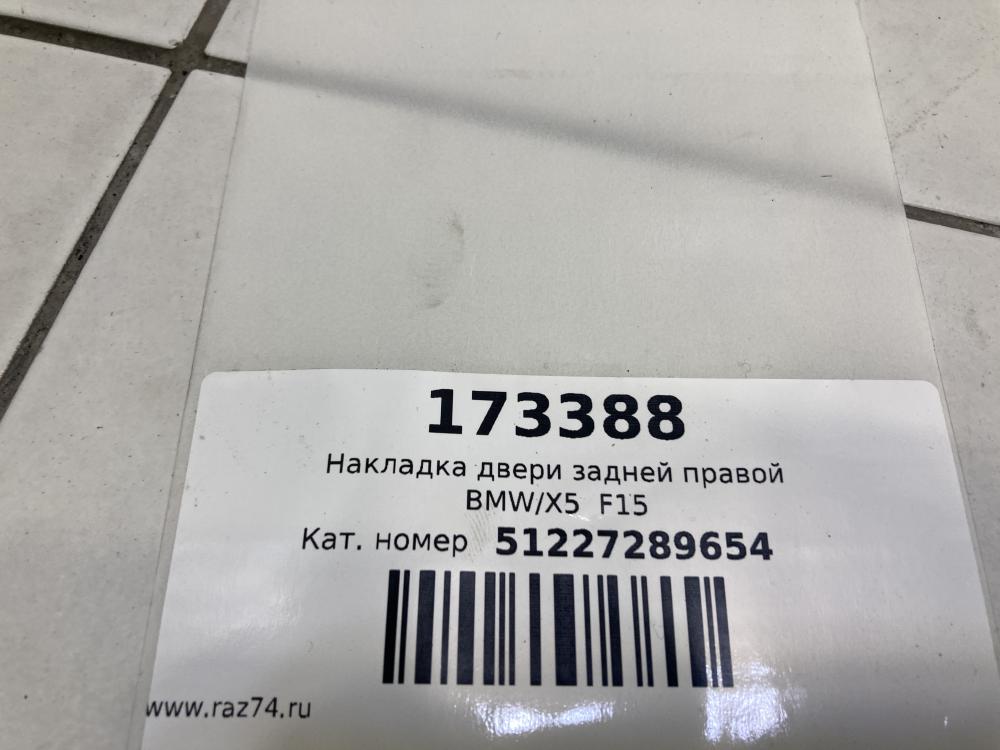 173388
Накладка двери задней правой
BMW/X5 F15
Кат. номер 51227289654
www.raz74.ru